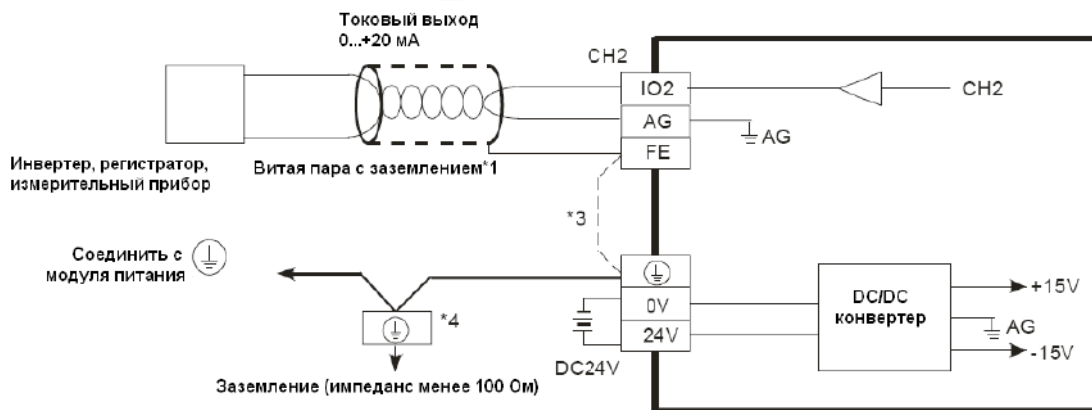 Токовый выход
0...+20 мА
CH2
IO2
CH2
AG
AG
FE
Инвертер, регистратор,
измерительный прибор
Витая пара с заземлением*1
*3
Соединить с
модуля питания
*4
0V
24V
DC24V
DC/DC
конвертер
+15V
AG
-15V
Заземление (импеданс менее 100 Ом)